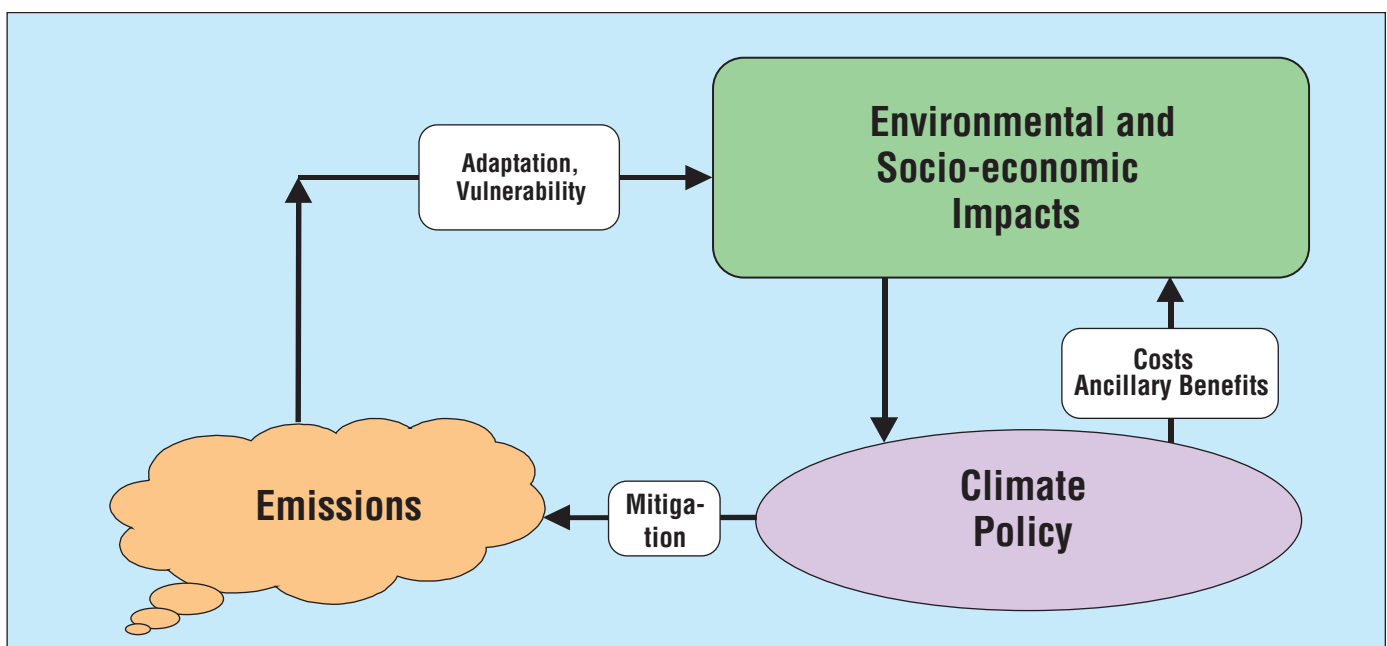 Environmental and
Socio-economic
Impacts
Adaptation,
Vulnerability
Costs
Ancillary Benefits
Emissions
Mitiga-
tion
Climate
Policy